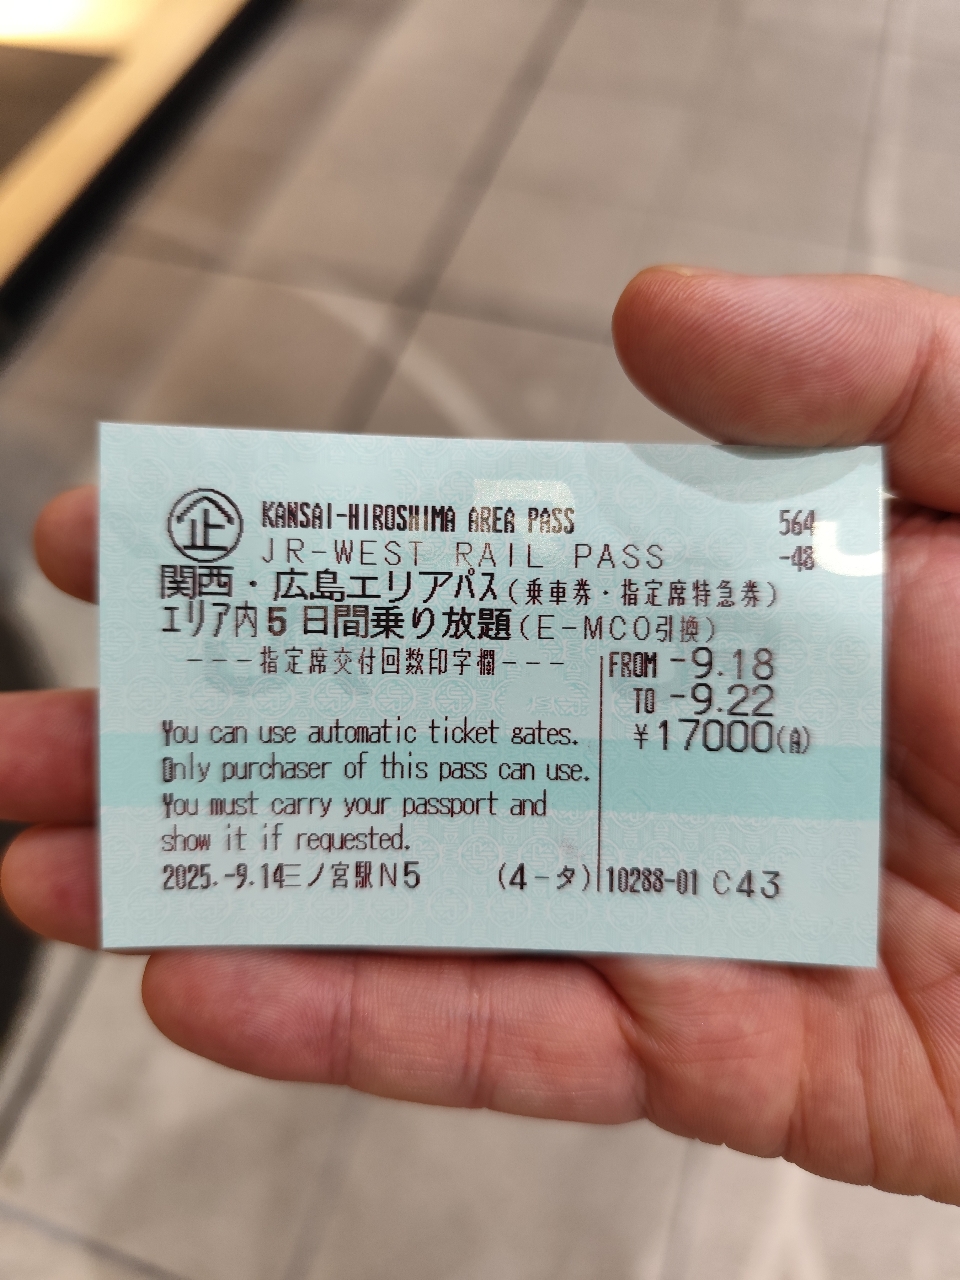 企 KANSAI-HIROSHIMA AREA PASS 564
JR-WEST RAIL PASS -48
関西・広島エリアパス(乗車券・指定席特急券)
エリア内5日間乗り放題(E-MCO引換)
---指定席交付回数印字欄---
FROM -9.18
TO -9.22
¥17000(A)
You can use automatic ticket gates.
Only purchaser of this pass can use.
You must carry your passport and
show it if requested.
2025.-9.14三ノ宮駅N5 (4-タ) 10288-01 C43